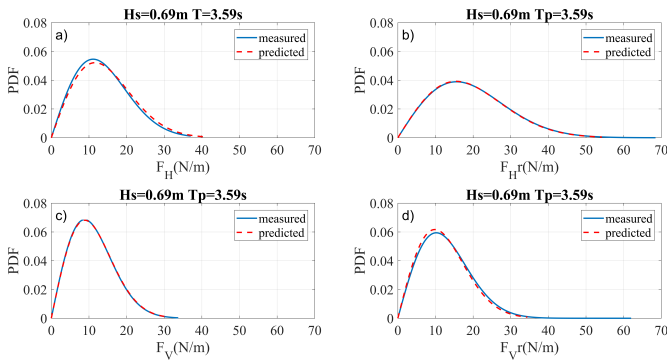 Hs=0.69m T=3.59s
a)
measured
predicted
PDF
0.08
0.06
0.04
0.02
0
0 10 20 30 40 50 60 70
F_H(N/m)
Hs=0.69m Tp=3.59s
b)
measured
predicted
PDF
0.08
0.06
0.04
0.02
0
0 10 20 30 40 50 60 70
F_Hr(N/m)
Hs=0.69m Tp=3.59s
c)
measured
predicted
PDF
0.08
0.06
0.04
0.02
0
0 10 20 30 40 50 60 70
F_V(N/m)
Hs=0.69m Tp=3.59s
d)
measured
predicted
PDF
0.08
0.06
0.04
0.02
0
0 10 20 30 40 50 60 70
F_Vr(N/m)